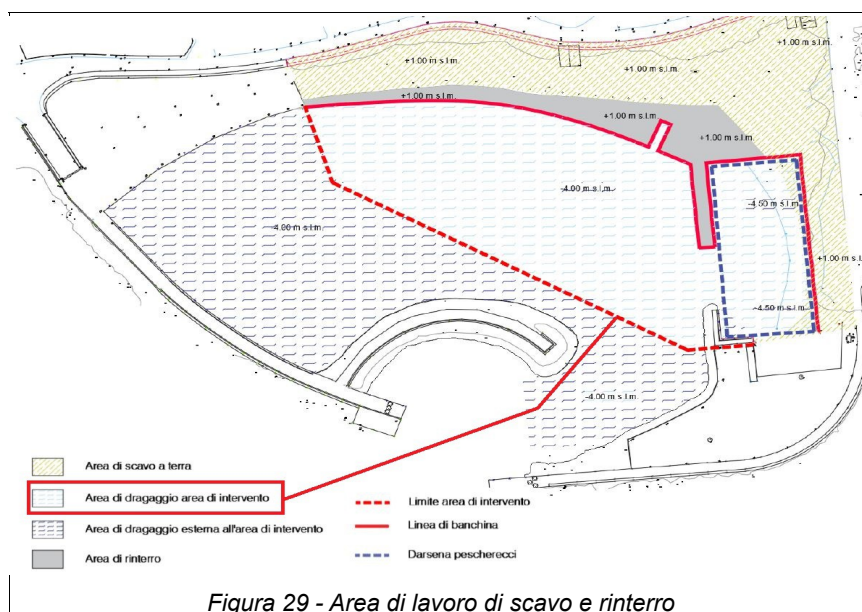 +1.00 m s.l.m.
+1.00 m s.l.m.
+1.00 m s.l.m.
+1.00 m s.l.m.
+1.00 m s.l.m.
+1.00 m s.l.m.
-4.00 m s.l.m.
-4.50 m s.l.m.
-4.00 m s.l.m.
+1.00 m s.l.m.
-4.50 m s.l.m.
-4.00 m s.l.m.
Area di scavo a terra
Area di dragaggio area di intervento
Area di dragaggio esterna all'area di intervento
Area di rinterro
Limite area di intervento
Linea di banchina
Darsena pescherecci
Figura 29 - Area di lavoro di scavo e rinterro